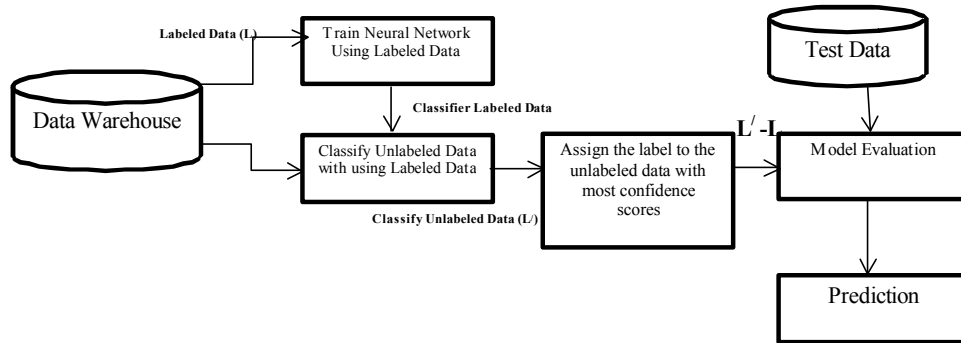 Labeled Data (L)
Train Neural Network
Using Labeled Data
Test Data
Data Warehouse
Classifier Labeled Data
Classify Unlabeled Data
with using Labeled Data
Assign the label to the
unlabeled data with
most confidence
scores
L/ -L
Model Evaluation
Classify Unlabeled Data (L/)
Prediction